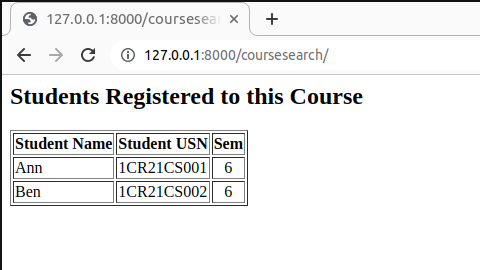 127.0.0.1:8000/coursesea
127.0.0.1:8000/coursesearch/
Students Registered to this Course
Student Name Student USN Sem
Ann 1CR21CS001 6
Ben 1CR21CS002 6